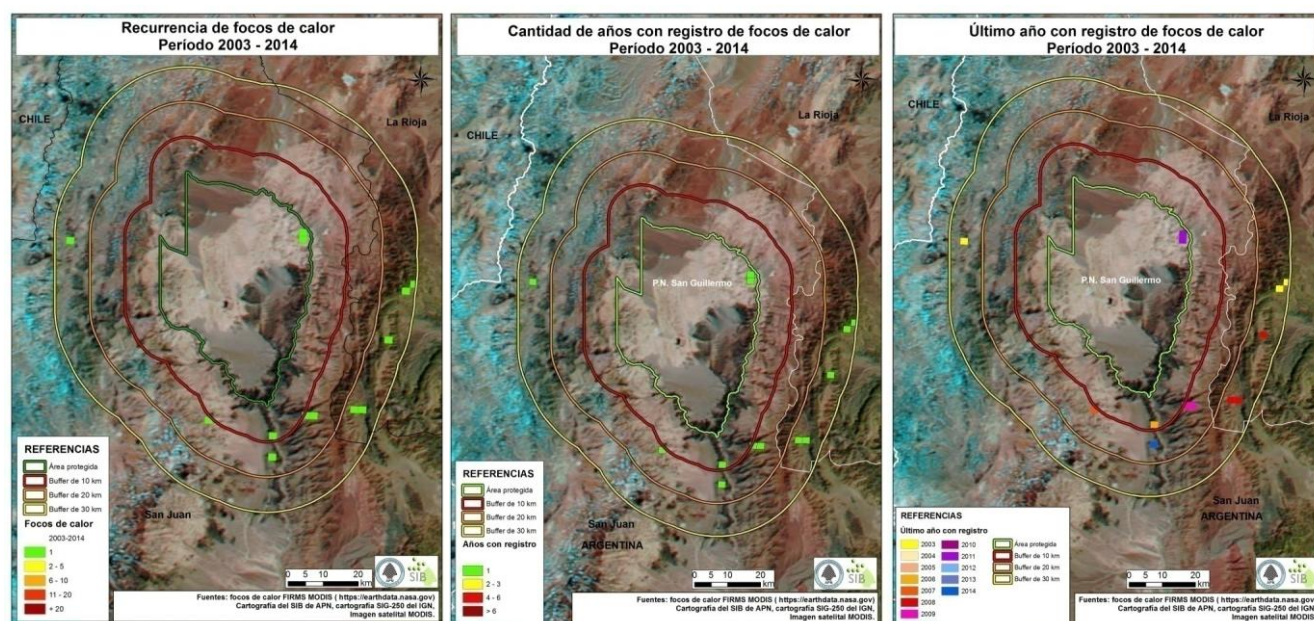 Recurrencia de focos de calor
Período 2003 - 2014
CHILE
La Rioja
San Juan
REFERENCIAS
Área protegida
Buffer de 10 km
Buffer de 20 km
Buffer de 30 km
Focos de calor
2003-2014
1
2 - 5
6 - 10
11 - 20
> 20
0 5 10 20
km
SIB
Fuentes: focos de calor FIRMS MODIS ( https://earthdata.nasa.gov)
Cartografía del SIB de APN, cartografía SIG-250 del IGN,
Imagen satelital MODIS.
Cantidad de años con registro de focos de calor
Período 2003 - 2014
CHILE
La Rioja
P.N. San Guillermo
San Juan
ARGENTINA
REFERENCIAS
Área protegida
Buffer de 10 km
Buffer de 20 km
Buffer de 30 km
Años con registro
1
2 - 3
4 - 6
> 6
0 5 10 20
km
SIB
Fuentes: focos de calor FIRMS MODIS ( https://earthdata.nasa.gov)
Cartografía del SIB de APN, cartografía SIG-250 del IGN,
Imagen satelital MODIS.
Último año con registro de focos de calor
Período 2003 - 2014
CHILE
La Rioja
P.N. San Guillermo
San Juan
ARGENTINA
REFERENCIAS
Último año con registro
2003
2004
2005
2006
2007
2008
2009
2010
2011
2012
2013
2014
Área protegida
Buffer de 10 km
Buffer de 20 km
Buffer de 30 km
0 5 10 20
km
SIB
Fuentes: focos de calor FIRMS MODIS ( https://earthdata.nasa.gov)
Cartografía del SIB de APN, cartografía SIG-250 del IGN,
Imagen satelital MODIS.